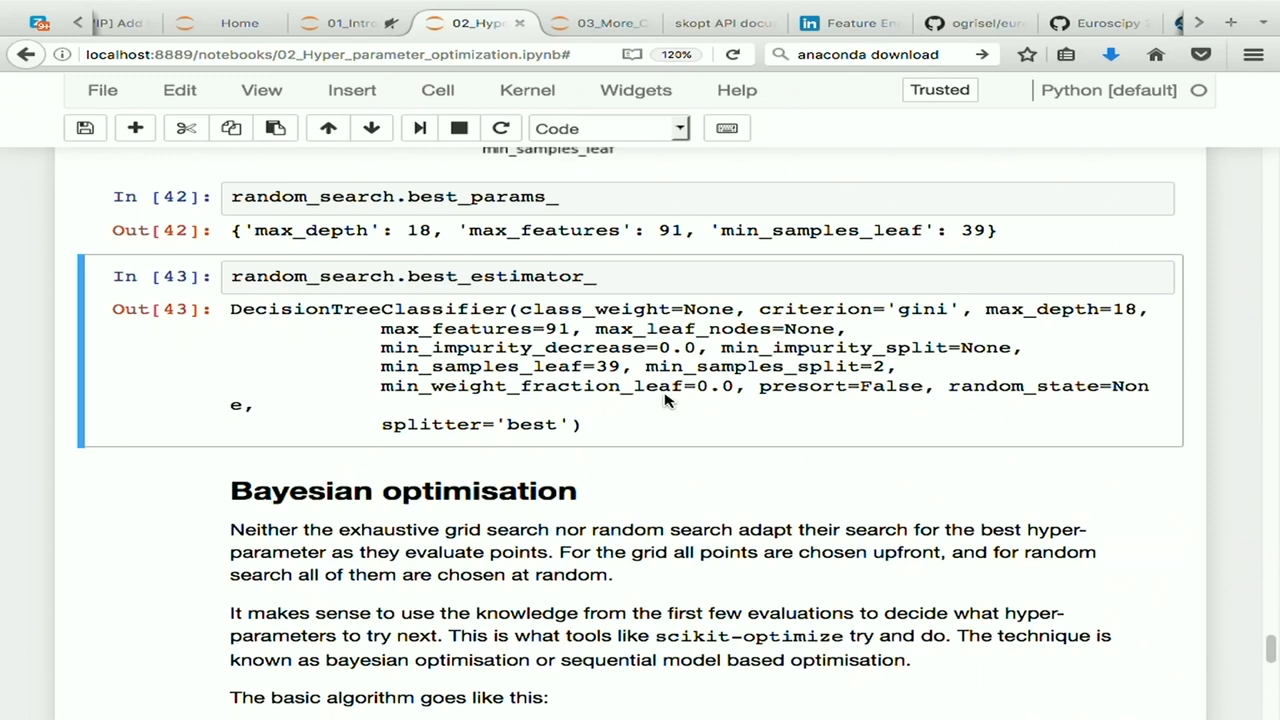 IP] Add
Home
01_Intro
02_Hype
03_More_C
skopt API docu
Feature En
ogrisel/eur
Euroscipy
localhost:8889/notebooks/02_Hyper_parameter_optimization.ipynb#
120%
anaconda download
File Edit View Insert Cell Kernel Widgets Help
Trusted
Python [default]
Code
min_samples_leaf
In [42]: random_search.best_params_
Out[42]: {'max_depth': 18, 'max_features': 91, 'min_samples_leaf': 39}
In [43]: random_search.best_estimator_
Out[43]: DecisionTreeClassifier(class_weight=None, criterion='gini', max_depth=18,
max_features=91, max_leaf_nodes=None,
min_impurity_decrease=0.0, min_impurity_split=None,
min_samples_leaf=39, min_samples_split=2,
min_weight_fraction_leaf=0.0, presort=False, random_state=Non
e,
splitter='best')
Bayesian optimisation
Neither the exhaustive grid search nor random search adapt their search for the best hyper-
parameter as they evaluate points. For the grid all points are chosen upfront, and for random
search all of them are chosen at random.
It makes sense to use the knowledge from the first few evaluations to decide what hyper-
parameters to try next. This is what tools like scikit-optimize try and do. The technique is
known as bayesian optimisation or sequential model based optimisation.
The basic algorithm goes like this: